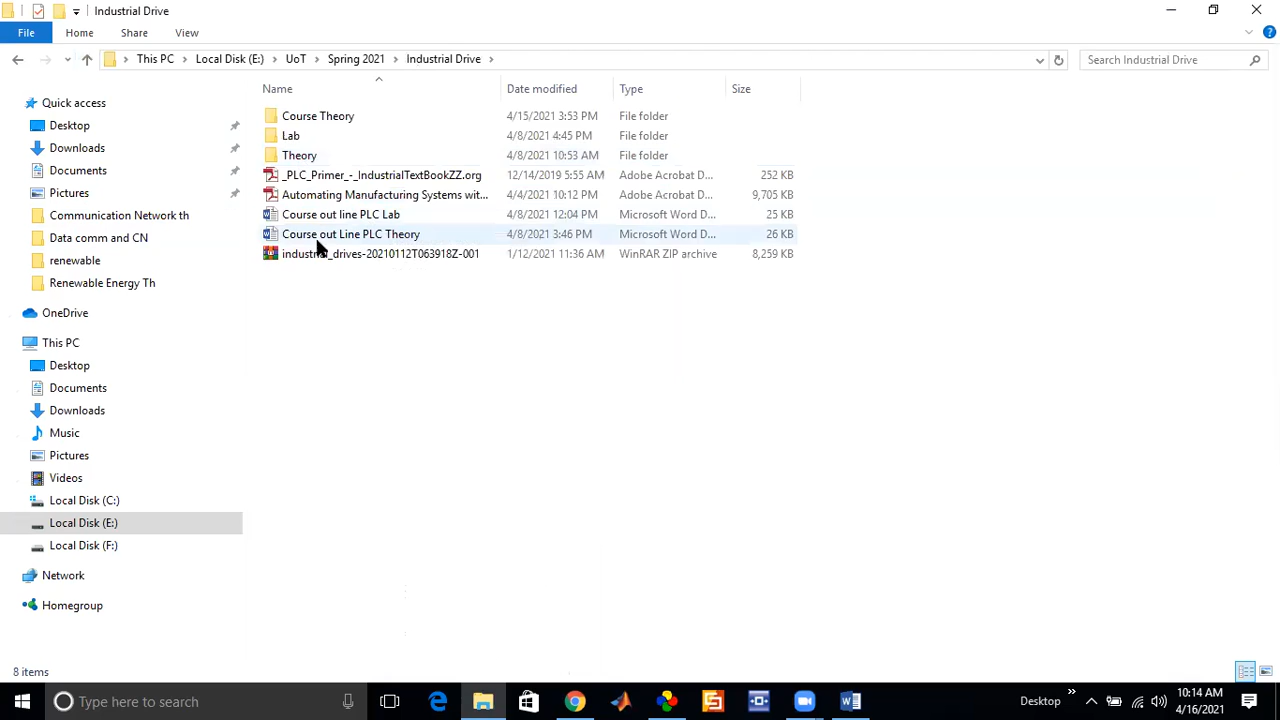 Industrial Drive
File Home Share View
This PC Local Disk (E:) UoT Spring 2021 Industrial Drive
Search Industrial Drive
Name Date modified Type Size
Quick access
Desktop
Downloads
Documents
Pictures
Communication Network th
Data comm and CN
renewable
Renewable Energy Th
OneDrive
This PC
Desktop
Documents
Downloads
Music
Pictures
Videos
Local Disk (C:)
Local Disk (E:)
Local Disk (F:)
Network
Homegroup
Course Theory 4/15/2021 3:53 PM File folder
Lab 4/8/2021 4:45 PM File folder
Theory 4/8/2021 10:53 AM File folder
_PLC_Primer_-_IndustrialTextBookZZ.org 12/14/2019 5:55 AM Adobe Acrobat D... 252 KB
Automating Manufacturing Systems wit... 4/4/2021 10:12 PM Adobe Acrobat D... 9,705 KB
Course out line PLC Lab 4/8/2021 12:04 PM Microsoft Word D... 25 KB
Course out Line PLC Theory 4/8/2021 3:46 PM Microsoft Word D... 26 KB
industrial_drives-20210112T063918Z-001 1/12/2021 11:36 AM WinRAR ZIP archive 8,259 KB
8 items
Type here to search
Desktop
10:14 AM
4/16/2021